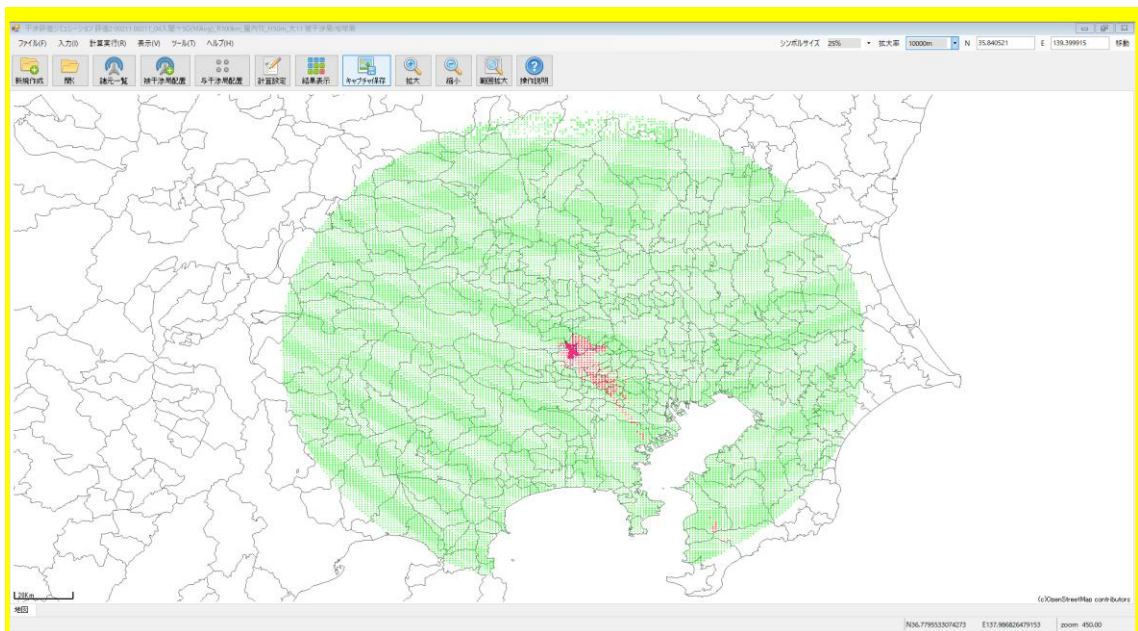 ファイル(F) 入力(I) 計算実行(R) 表示(V) ツール(T) ヘルプ(H) シンボルサイズ 25% 拡大率 10000m N 35.840521 E 139.399915 移動
新規作成 開く 諸元一覧 被干渉局配置 与干渉局配置 計算設定 結果表示 キャプチャ保存 拡大 縮小 範囲拡大 操作説明
20Km
(c)OpenStreetMap contributors
地図
N36.7795533074273 E137.986826479153 zoom 450.00